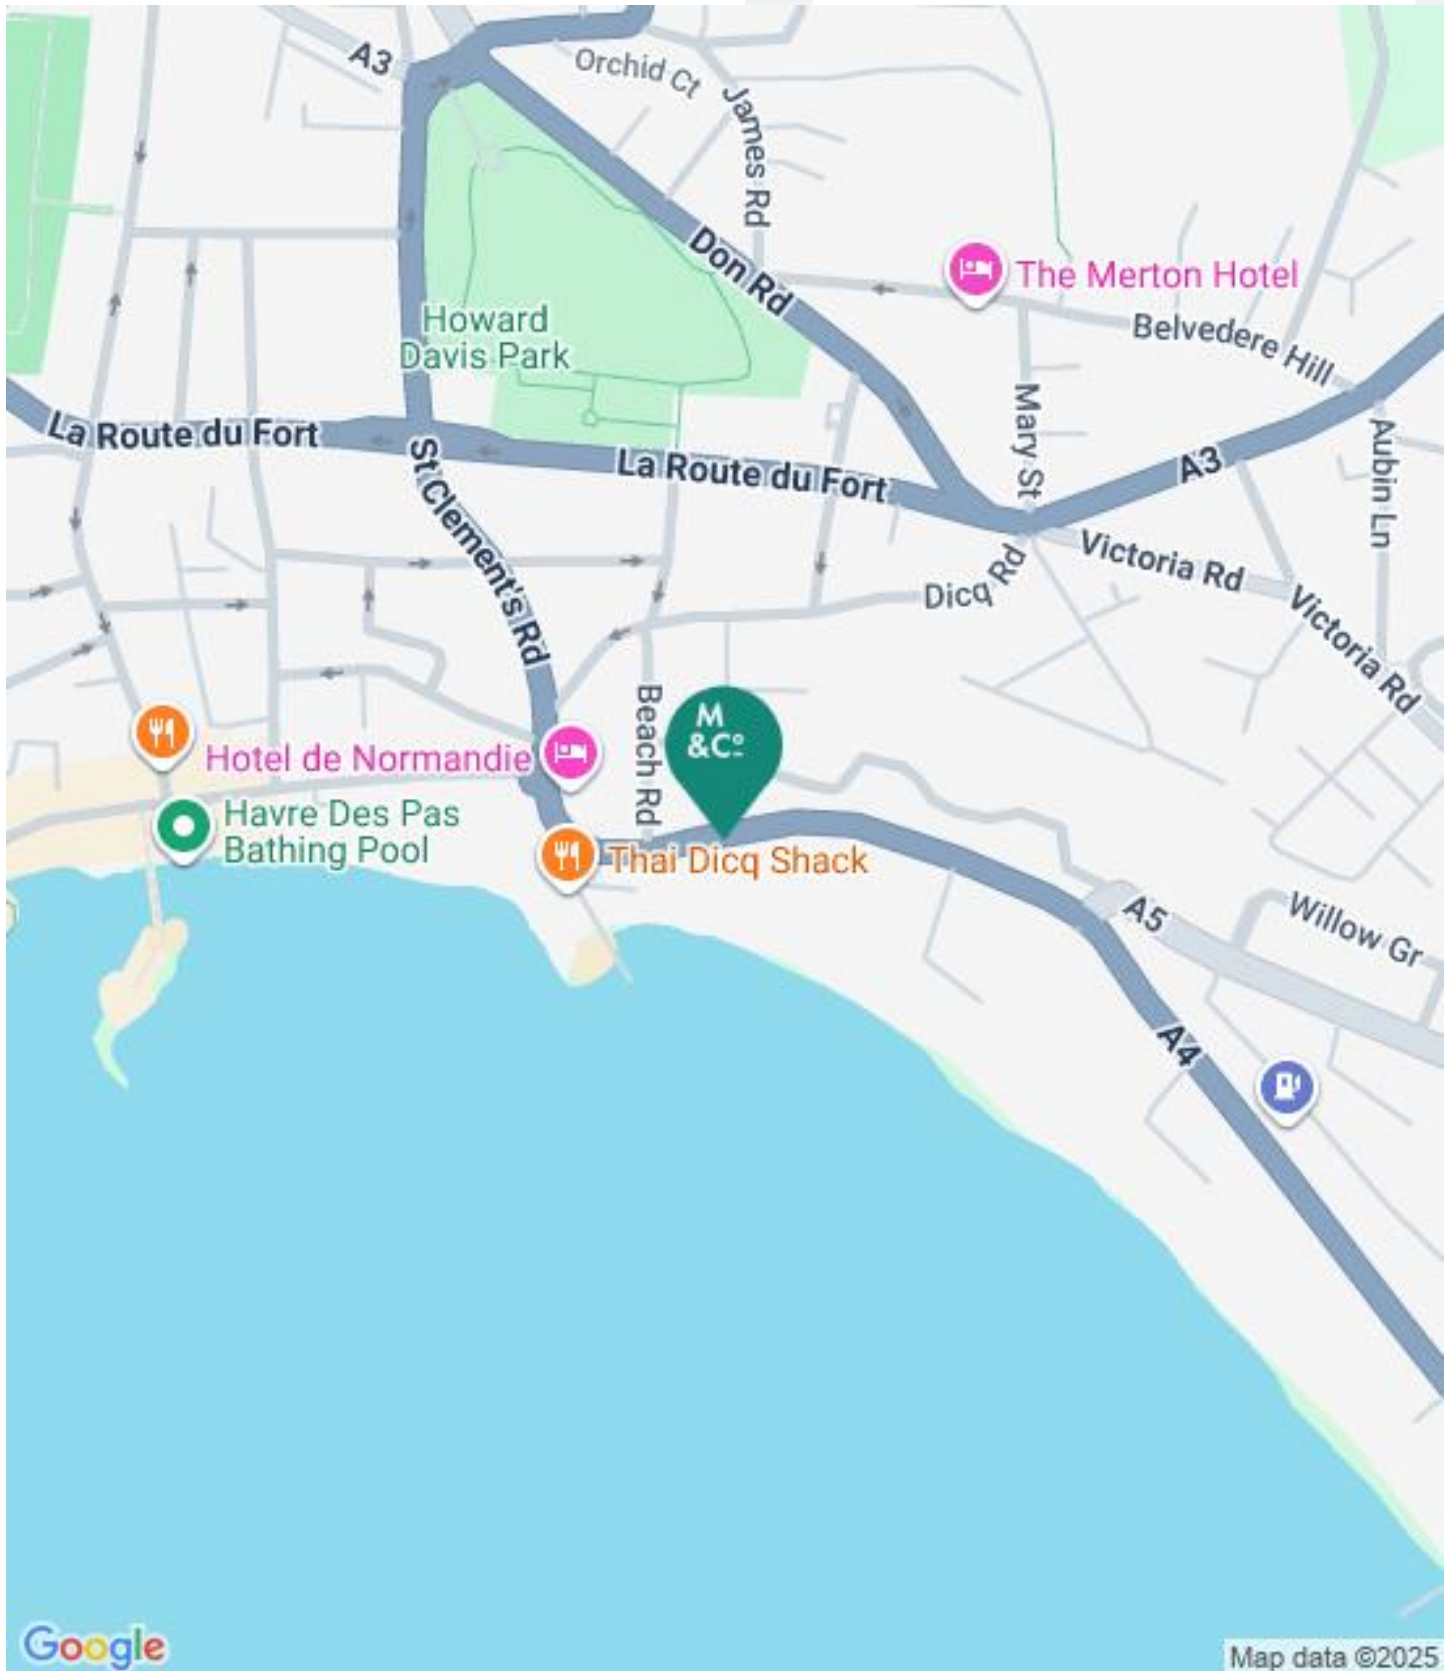 A3
Orchid Ct
James Rd
Don Rd
The Merton Hotel
Belvedere Hill
Howard
Davis Park
Mary St
La Route du Fort
La Route du Fort
A3
Aubin Ln
St Clement's Rd
Victoria Rd
Dicq Rd
Victoria Rd
Beach Rd
M
&Cº
Hotel de Normandie
Havre Des Pas
Bathing Pool
Thai Dicq Shack
A5
Willow Gr
A4
Google
Map data ©2025